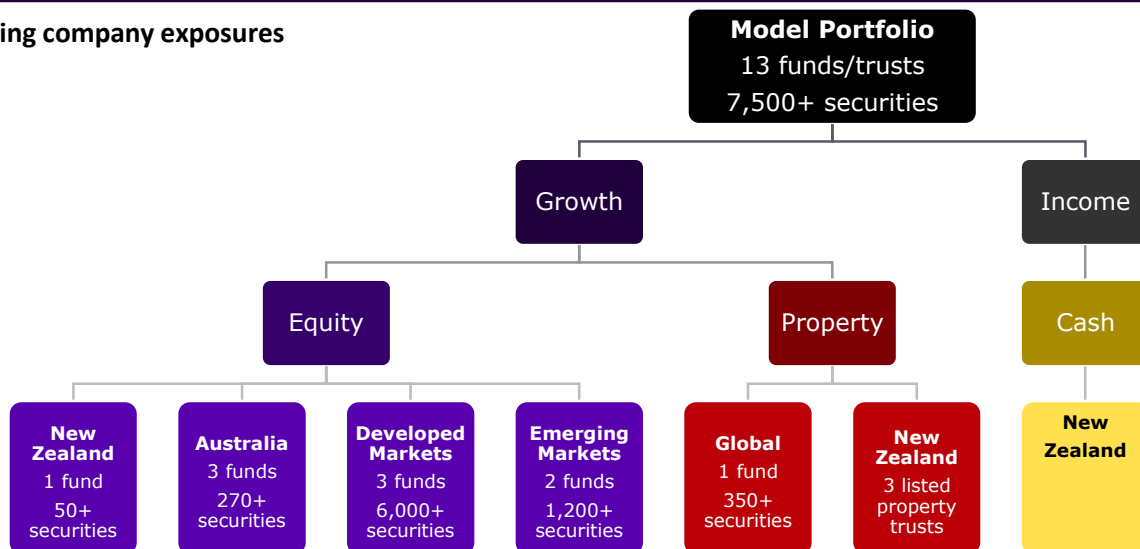 ing company exposures
Model Portfolio
13 funds/trusts
7,500+ securities
Growth
Income
Equity
Property
Cash
New
Zealand
1 fund
50+
securities
Australia
3 funds
270+
securities
Developed
Markets
3 funds
6,000+
securities
Emerging
Markets
2 funds
1,200+
securities
Global
1 fund
350+
securities
New
Zealand
3 listed
property
trusts
New
Zealand